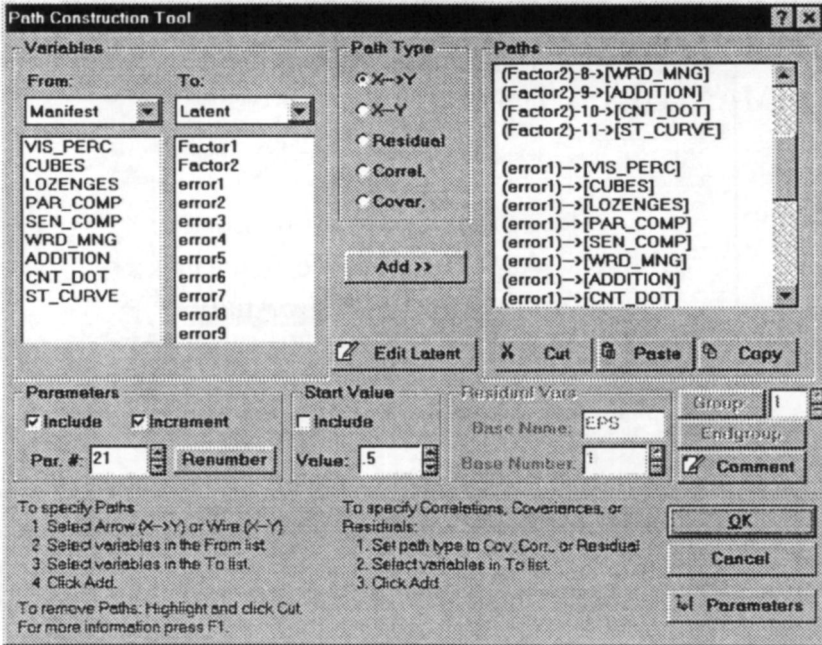 Path Construction Tool
Variables
From:
To:
Manifest
Latent
VIS_PERC
CUBES
LOZENGES
PAR_COMP
SEN_COMP
WRD_MNG
ADDITION
CNT_DOT
ST_CURVE
Factor1
Factor2
error1
error2
error3
error4
error5
error6
error7
error8
error9
Path Type
X-->Y
X--Y
Residual
Correl.
Covar.
Add >>
Edit Latent
Paths
(Factor2)-8->[WRD_MNG]
(Factor2)-9->[ADDITION]
(Factor2)-10->[CNT_DOT]
(Factor2)-11->[ST_CURVE]
(error1)-->[VIS_PERC]
(error1)-->[CUBES]
(error1)-->[LOZENGES]
(error1)-->[PAR_COMP]
(error1)-->[SEN_COMP]
(error1)-->[WRD_MNG]
(error1)-->[ADDITION]
(error1)-->[CNT_DOT]
Cut
Paste
Copy
Parameters
Include
Increment
Par. #: 21
Renumber
Start Value
Include
Value: .5
Residual Vars
Base Name: EPS
Base Number: 1
Group 1
Endgroup
Comment
To specify Paths
1 Select Arrow (X-->Y) or Wire (X--Y)
2 Select variables in the From list
3 Select variables in the To list.
4 Click Add.
To remove Paths: Highlight and click Cut.
For more information press F1.
To specify Correlations, Covariances, or
Residuals:
1. Set path type to Cov. Corr., or Residual
2. Select variables in To list.
3. Click Add
OK
Cancel
Parameters